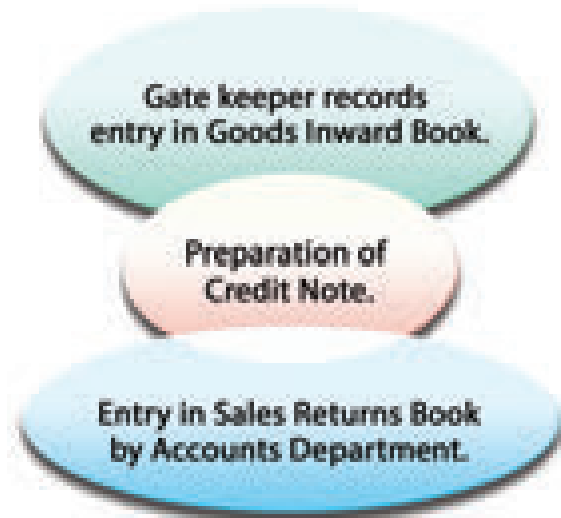 Gate keeper records
entry in Goods Inward Book.
Preparation of
Credit Note.
Entry in Sales Returns Book
by Accounts Department.